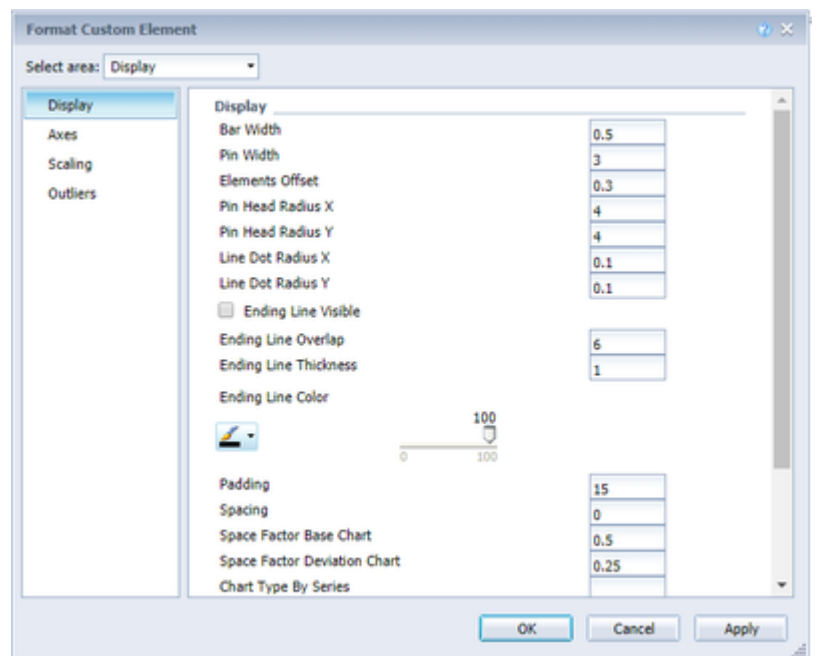 Format Custom Element
Select area: Display
Display
Axes
Scaling
Outliers
Display
Bar Width 0.5
Pin Width 3
Elements Offset 0.3
Pin Head Radius X 4
Pin Head Radius Y 4
Line Dot Radius X 0.1
Line Dot Radius Y 0.1
Ending Line Visible
Ending Line Overlap 6
Ending Line Thickness 1
Ending Line Color
100
0 100
Padding 15
Spacing 0
Space Factor Base Chart 0.5
Space Factor Deviation Chart 0.25
Chart Type By Series
OK Cancel Apply